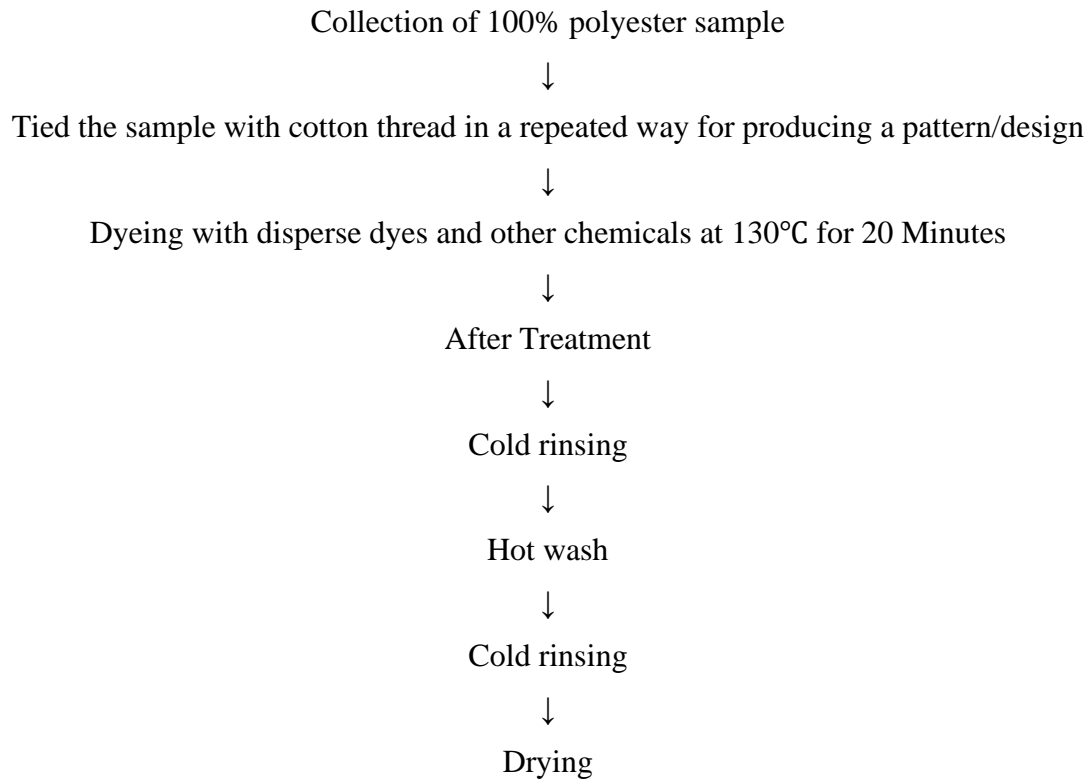 Collection of 100% polyester sample
↓
Tied the sample with cotton thread in a repeated way for producing a pattern/design
↓
Dyeing with disperse dyes and other chemicals at 130℃ for 20 Minutes
↓
After Treatment
↓
Cold rinsing
↓
Hot wash
↓
Cold rinsing
↓
Drying